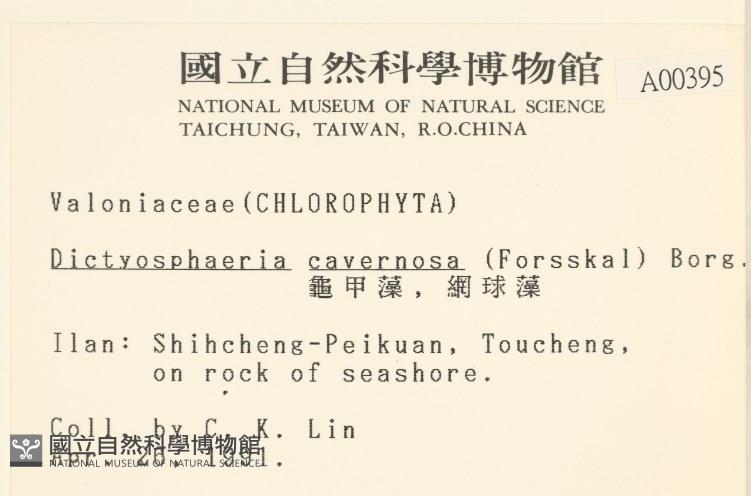 國立自然科學博物館
A00395
NATIONAL MUSEUM OF NATURAL SCIENCE
TAICHUNG, TAIWAN, R.O.CHINA
Valoniaceae(CHLOROPHYTA)
Dictyosphaeria cavernosa (Forsskal) Borg.
龜甲藻, 網球藻
Ilan: Shihcheng-Peikuan, Toucheng,
on rock of seashore.
Coll. by C. K. Lin
國立自然科學博物館
NATIONAL MUSEUM OF NATURAL SCIENCE
Apr. 1991.